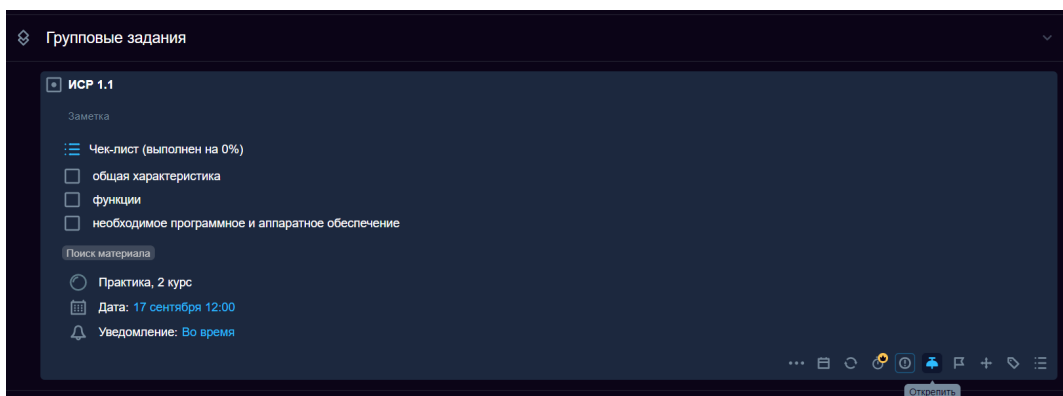 Групповые задания
ИСР 1.1
Заметка
Чек-лист (выполнен на 0%)
общая характеристика
функции
необходимое программное и аппаратное обеспечение
Поиск материала
Практика, 2 курс
Дата: 17 сентября 12:00
Уведомление: Во время
Открепить